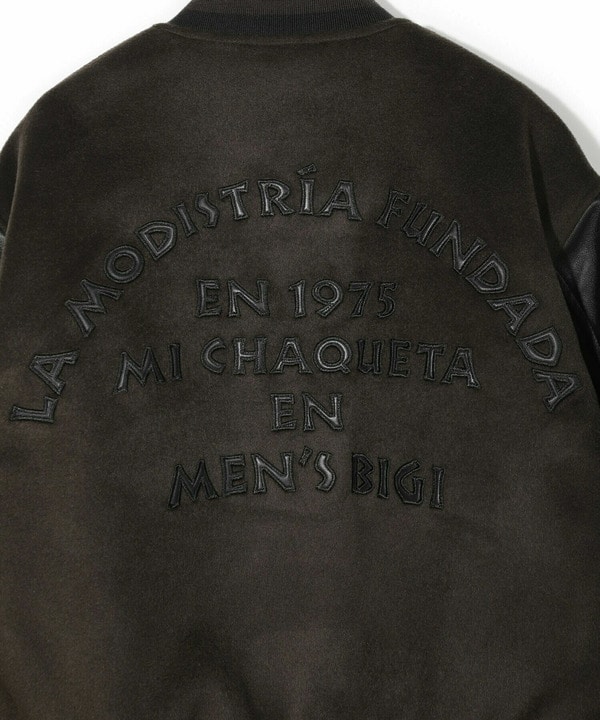 LA MODISTRÍA FUNDADA
EN 1975
MI CHAQUETA
EN
MEN'S BIGI